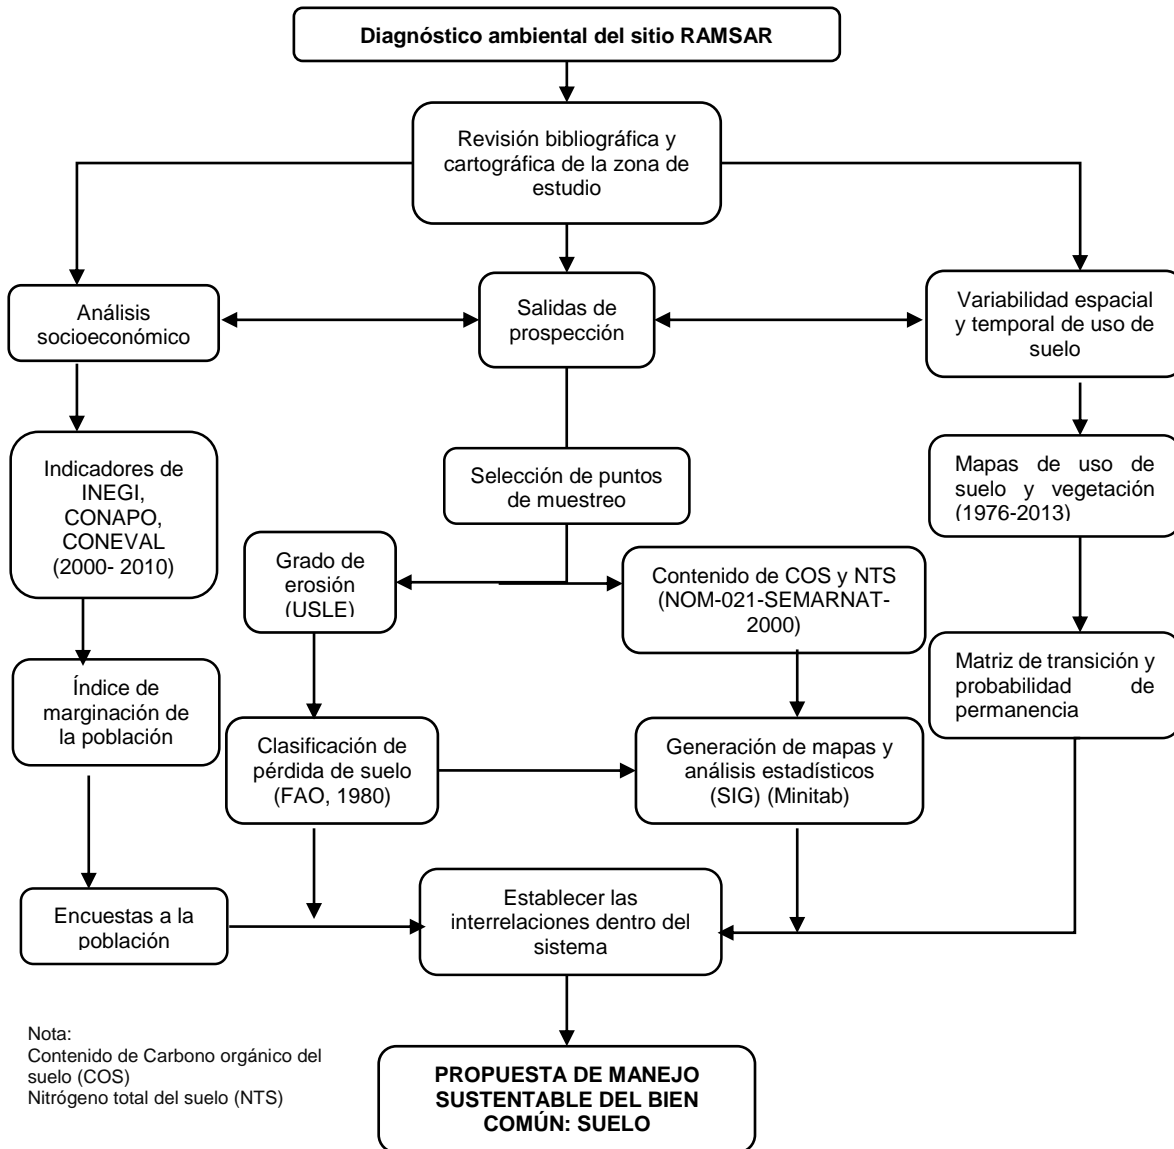 Diagnóstico ambiental del sitio RAMSAR
Revisión bibliográfica y
cartográfica de la zona de
estudio
Análisis
socioeconómico
Salidas de
prospección
Variabilidad espacial
y temporal de uso de
suelo
Indicadores de
INEGI,
CONAPO,
CONEVAL
(2000- 2010)
Selección de puntos
de muestreo
Mapas de uso de
suelo y vegetación
(1976-2013)
Grado de
erosión
(USLE)
Contenido de COS y NTS
(NOM-021-SEMARNAT-
2000)
Índice de
marginación de
la población
Matriz de transición y
probabilidad de
permanencia
Clasificación de
pérdida de suelo
(FAO, 1980)
Generación de mapas y
análisis estadísticos
(SIG) (Minitab)
Encuestas a la
población
Establecer las
interrelaciones dentro del
sistema
Nota:
Contenido de Carbono orgánico del
suelo (COS)
Nitrógeno total del suelo (NTS)
PROPUESTA DE MANEJO
SUSTENTABLE DEL BIEN
COMÚN: SUELO